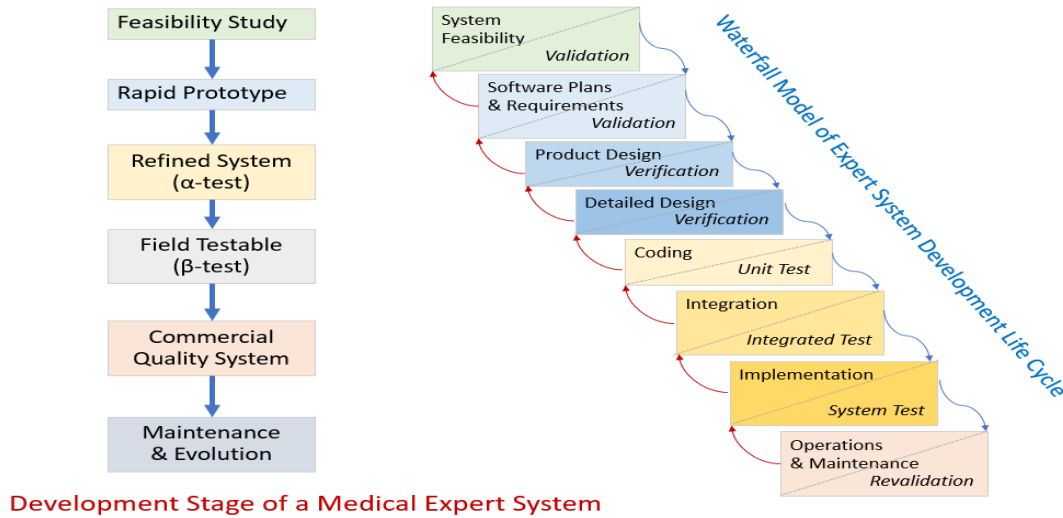 Feasibility Study
Rapid Prototype
Refined System
(α-test)
Field Testable
(β-test)
Commercial
Quality System
Maintenance
& Evolution
Development Stage of a Medical Expert System
System
Feasibility
Validation
Software Plans
& Requirements
Validation
Product Design
Verification
Detailed Design
Verification
Coding
Unit Test
Integration
Integrated Test
Implementation
System Test
Operations
& Maintenance
Revalidation
Waterfall Model of Expert System Development Life Cycle